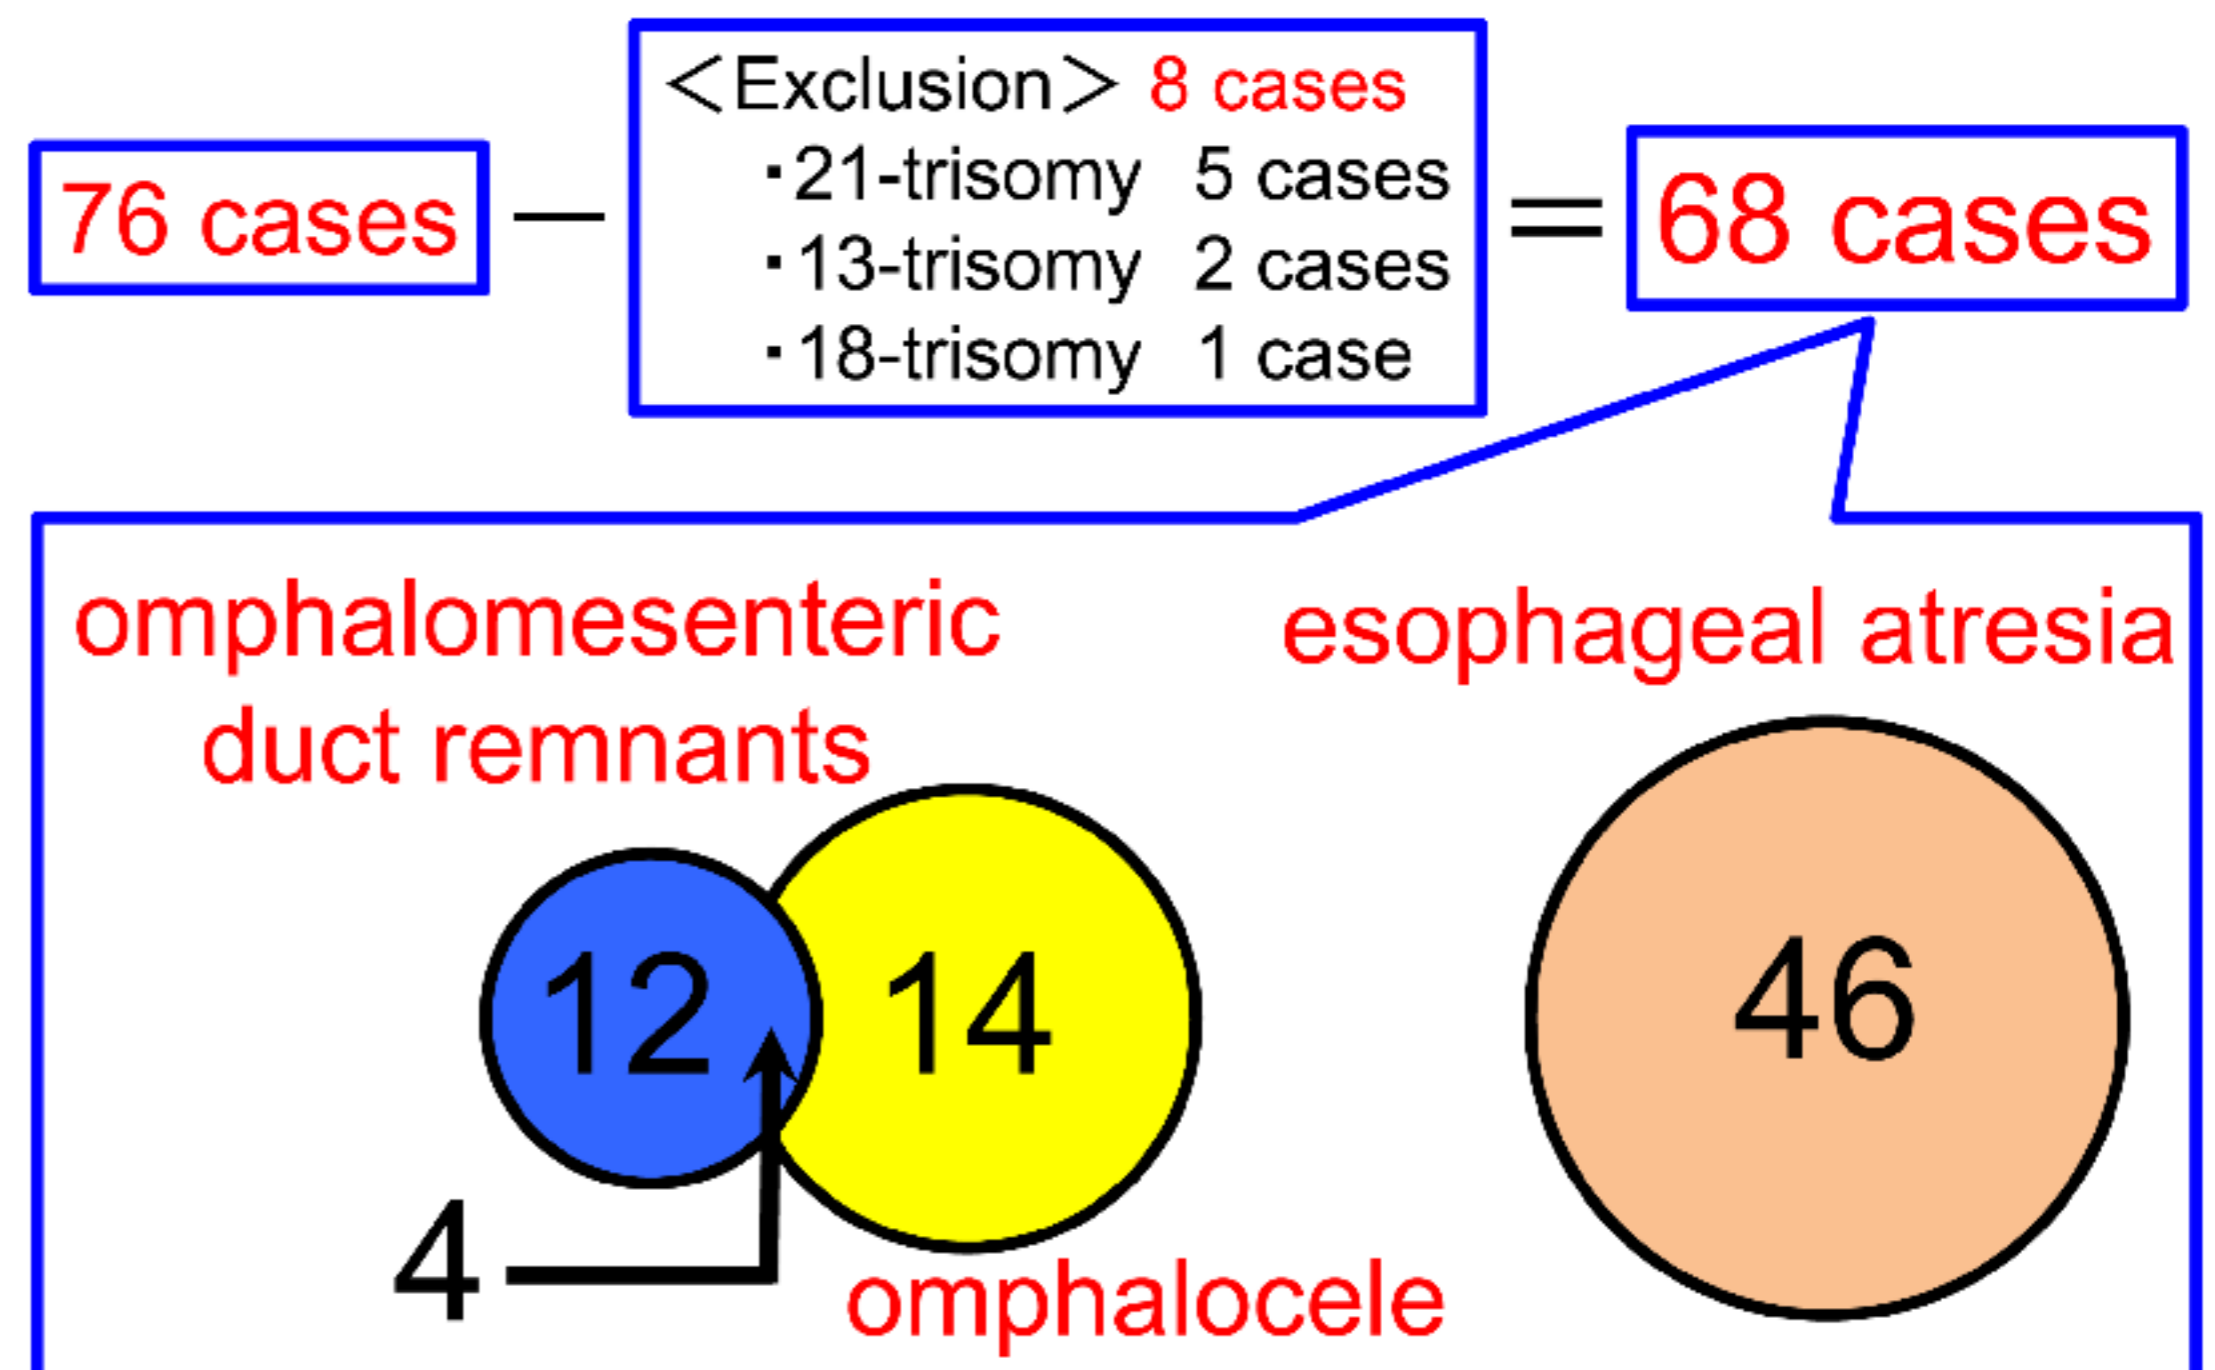 76 cases
—
＜Exclusion＞ 8 cases
・21-trisomy 5 cases
・13-trisomy 2 cases
・18-trisomy 1 case
=
68 cases
omphalomesenteric
duct remnants
esophageal atresia
12
14
46
4
omphalocele